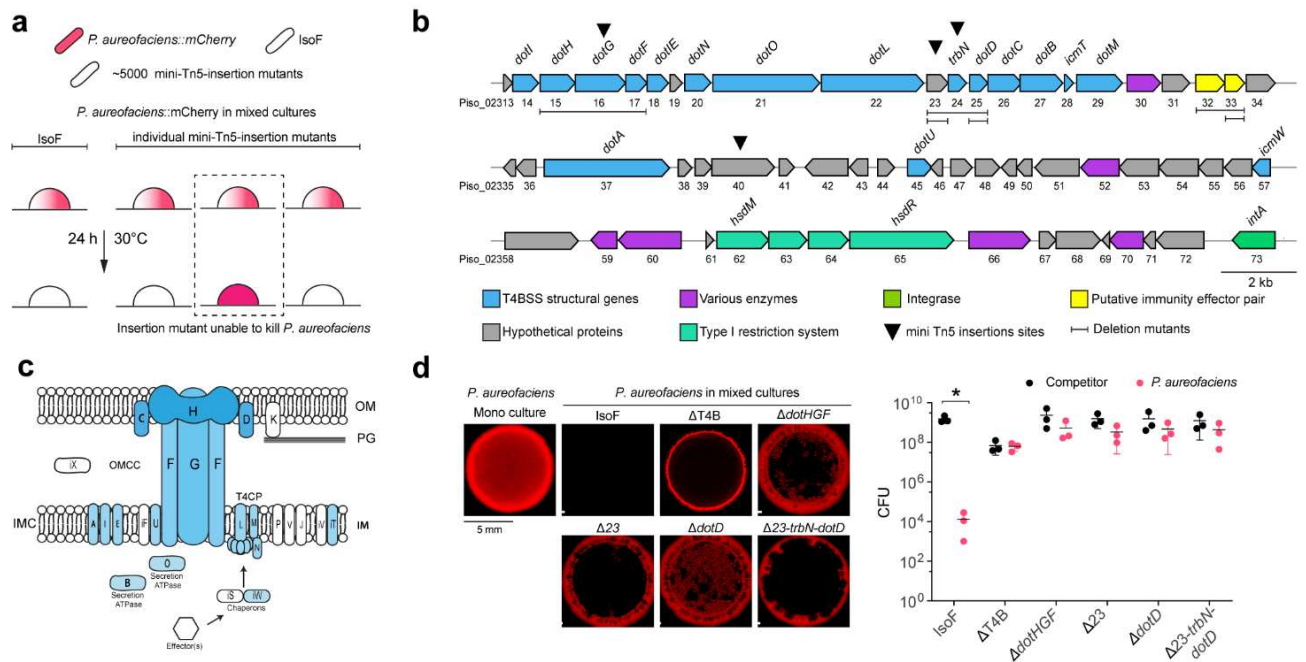 a
P. aureofaciens::mCherry
IsoF
~5000 mini-Tn5-insertion mutants
P. aureofaciens::mCherry in mixed cultures
IsoF
individual mini-Tn5-insertion mutants
24 h
30°C
Insertion mutant unable to kill P. aureofaciens
b
dotI dotH dotG dotF dotIE dotN dotO dotL trbN dotD dotC dotB icmT dotM
Piso_02313 14 15 16 17 18 19 20 21 22 23 24 25 26 27 28 29 30 31 32 33 34
dotA dotU icmW
Piso_02335 36 37 38 39 40 41 42 43 44 45 46 47 48 49 50 51 52 53 54 55 56 57
hsdM hsdR intA
Piso_02358 59 60 61 62 63 64 65 66 67 68 69 70 71 72 73
2 kb
T4BSS structural genes
Various enzymes
Integrase
Putative immunity effector pair
Hypothetical proteins
Type I restriction system
mini Tn5 insertions sites
Deletion mutants
c
H
OM
C
D
K
PG
iX
OMCC
F
G
F
T4CP
IMC
A
I
E
iF
U
L
M
P
V
J
iV
iT
IM
N
O
Secretion
ATPase
B
Secretion
ATPase
iS
iW
Chaperons
Effector(s)
d
P. aureofaciens
Mono culture
P. aureofaciens in mixed cultures
IsoF
ΔT4B
ΔdotHGF
5 mm
Δ23
ΔdotD
Δ23-trbN-dotD
Competitor
P. aureofaciens
*
CFU
10^10
10^8
10^6
10^4
10^2
10^0
IsoF
ΔT4B
ΔdotHGF
Δ23
ΔdotD
Δ23-trbN-
dotD